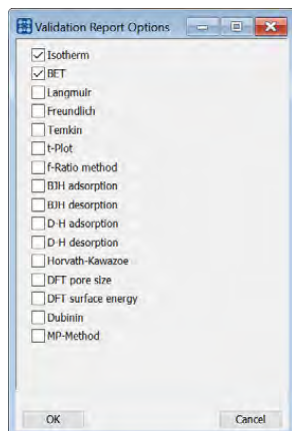 Validation Report Options
Isotherm
BET
Langmuir
Freundlich
Temkin
t-Plot
f-Ratio method
BJH adsorption
BJH desorption
D-H adsorption
D-H desorption
Horvath-Kawazoe
DFT pore size
DFT surface energy
Dubinin
MP-Method
OK Cancel